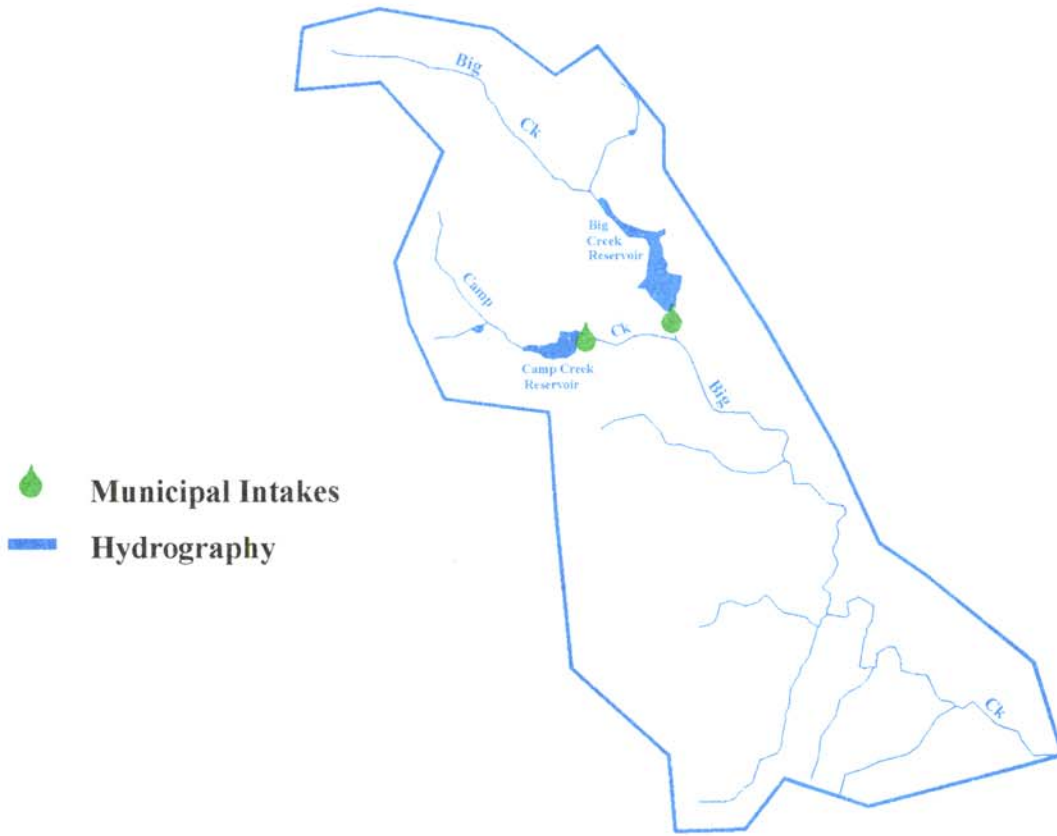 Big
Ck
Big
Creek
Reservoir
Camp
Ck
Camp Creek
Reservoir
Big
Municipal Intakes
Hydrography
Ck